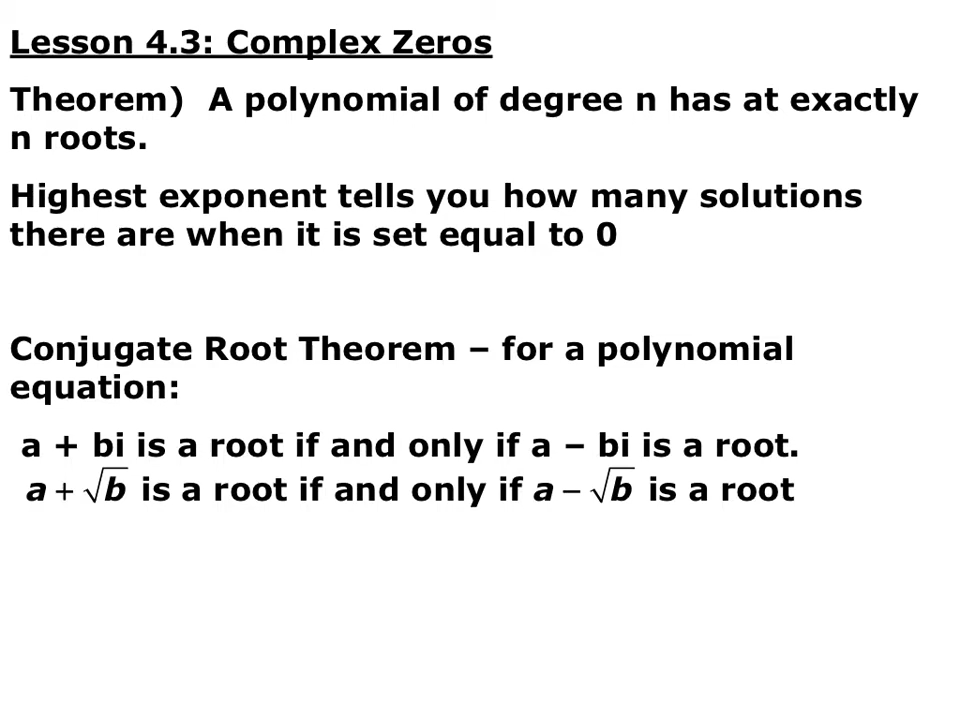 Lesson 4.3: Complex Zeros
Theorem)  A polynomial of degree n has at exactly
n roots.
Highest exponent tells you how many solutions
there are when it is set equal to 0
Conjugate Root Theorem – for a polynomial
equation:
a + bi is a root if and only if a – bi is a root.
a + √b is a root if and only if a − √b is a root